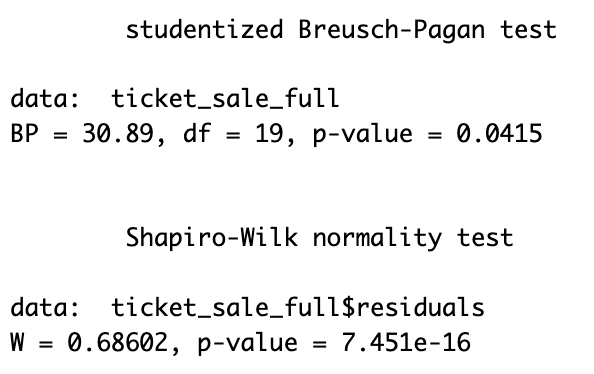 studentized Breusch-Pagan test
data:  ticket_sale_full
BP = 30.89, df = 19, p-value = 0.0415
Shapiro-Wilk normality test
data:  ticket_sale_full$residuals
W = 0.68602, p-value = 7.451e-16